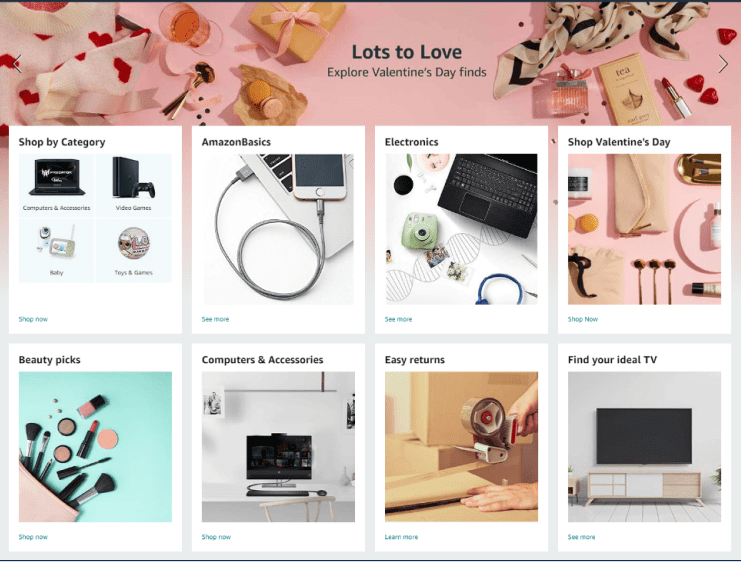 Lots to Love
Explore Valentine's Day finds
Shop by Category
PREDATOR
Computers & Accessories
Video Games
Baby
Toys & Games
Shop now
AmazonBasics
See more
Electronics
See more
Shop Valentine's Day
Shop Now
Beauty picks
Shop now
Computers & Accessories
Shop now
Easy returns
Learn more
Find your ideal TV
See more
tea